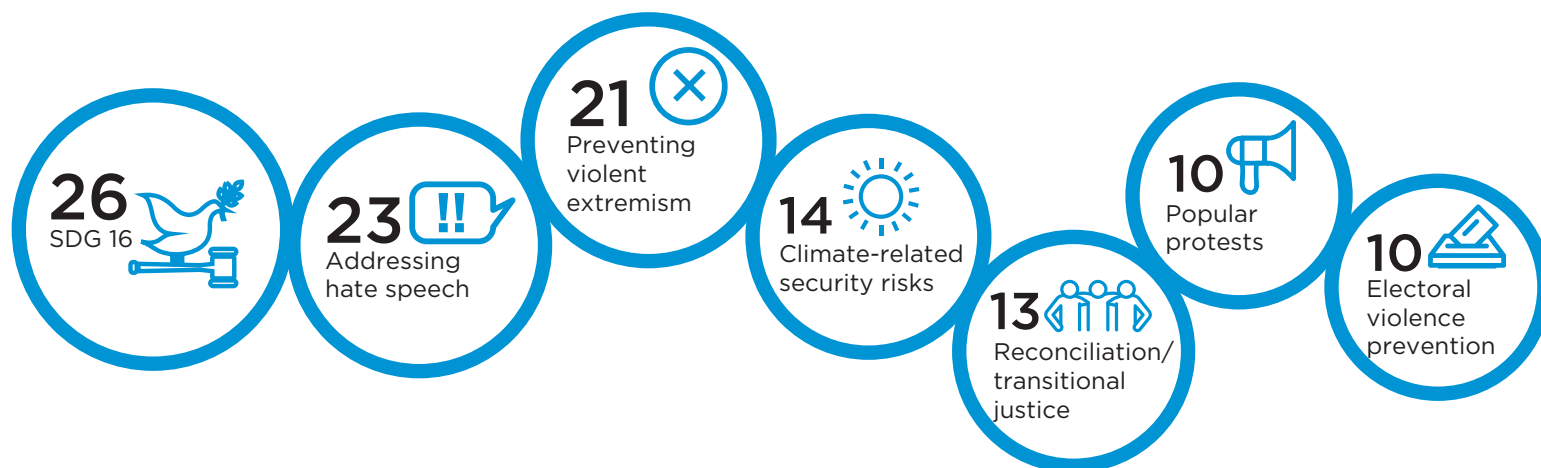 26
SDG 16
23
!!
Addressing
hate speech
21
Preventing
violent
extremism
14
Climate-related
security risks
13
Reconciliation/
transitional
justice
10
Popular
protests
10
Electoral
violence
prevention